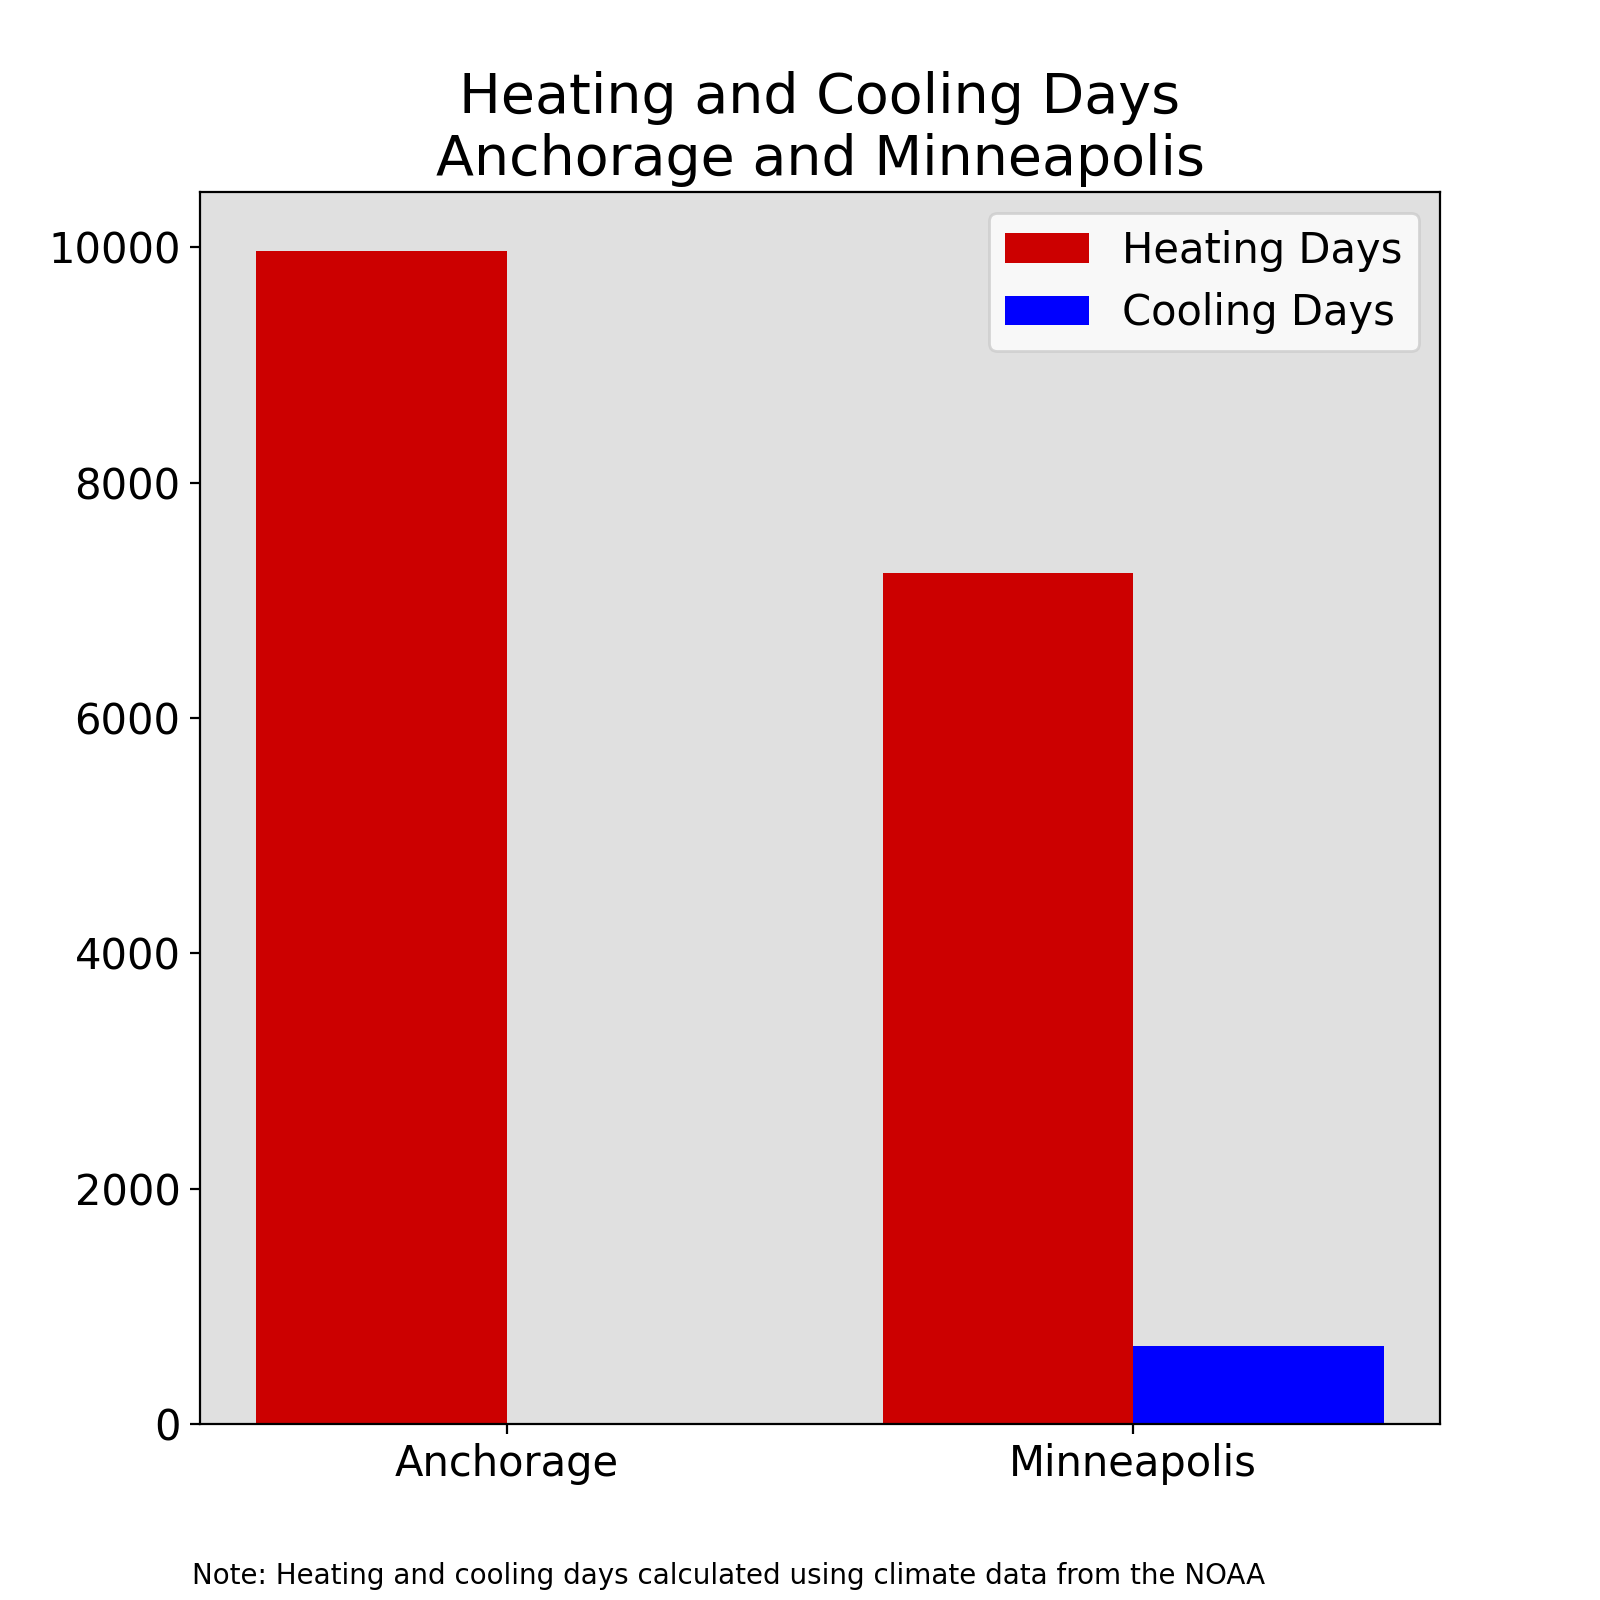 Heating and Cooling Days
Anchorage and Minneapolis
Heating Days
Cooling Days
10000
8000
6000
4000
2000
0
Anchorage
Minneapolis
Note: Heating and cooling days calculated using climate data from the NOAA